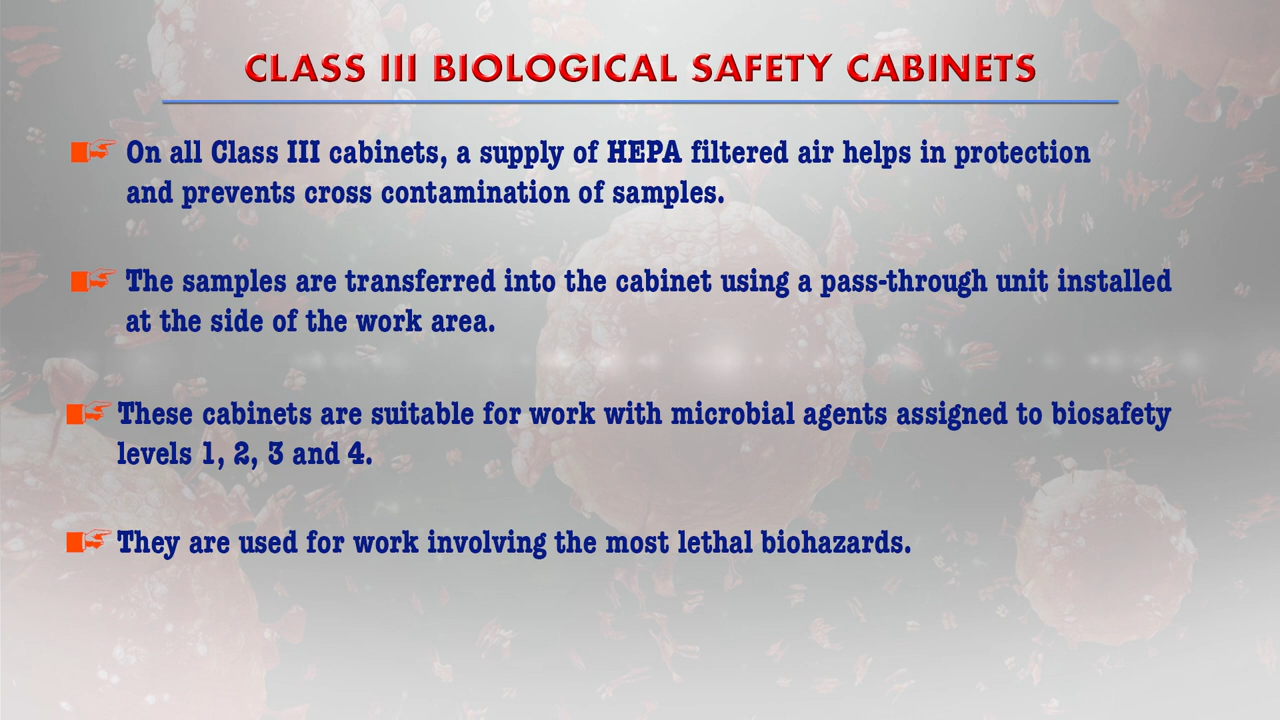 CLASS III BIOLOGICAL SAFETY CABINETS
On all Class III cabinets, a supply of HEPA filtered air helps in protection
and prevents cross contamination of samples.
The samples are transferred into the cabinet using a pass-through unit installed
at the side of the work area.
These cabinets are suitable for work with microbial agents assigned to biosafety
levels 1, 2, 3 and 4.
They are used for work involving the most lethal biohazards.